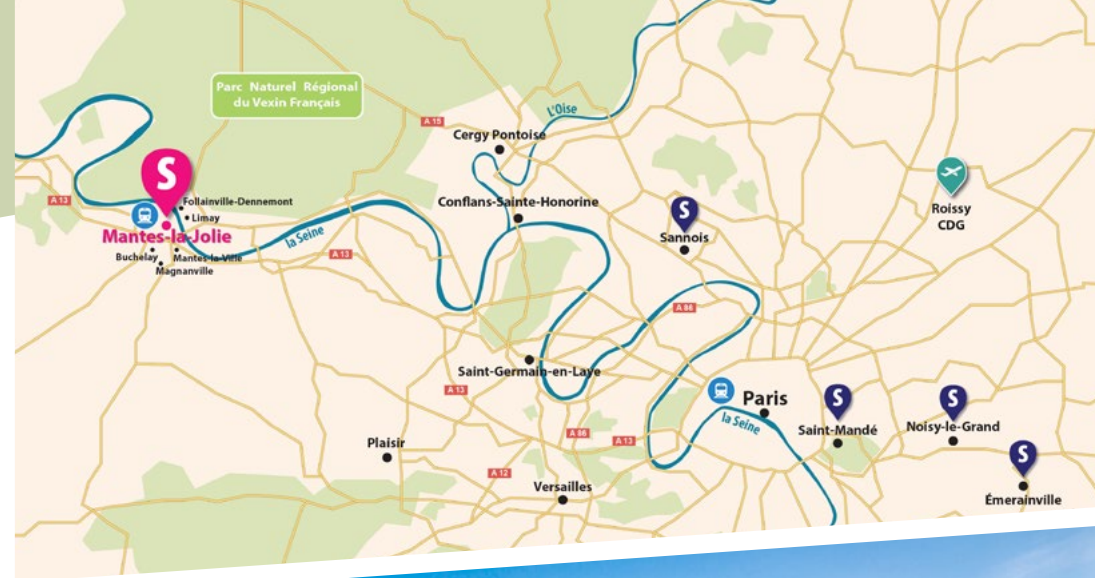 Parc Naturel Régional
du Vexin Français
A 15
L'Oise
Cergy Pontoise
S
A 13
Follainville-Dennemont
Limay
Mantes-la-Jolie
Buchelay
Mantes-la-Ville
Magnanville
la Seine
A 13
Conflans-Sainte-Honorine
S
Sannois
Roissy
CDG
A 86
Saint-Germain-en-Laye
A 13
Paris
la Seine
S
Saint-Mandé
S
Noisy-le-Grand
A 86
A 13
Plaisir
A 12
Versailles
S
Émerainville